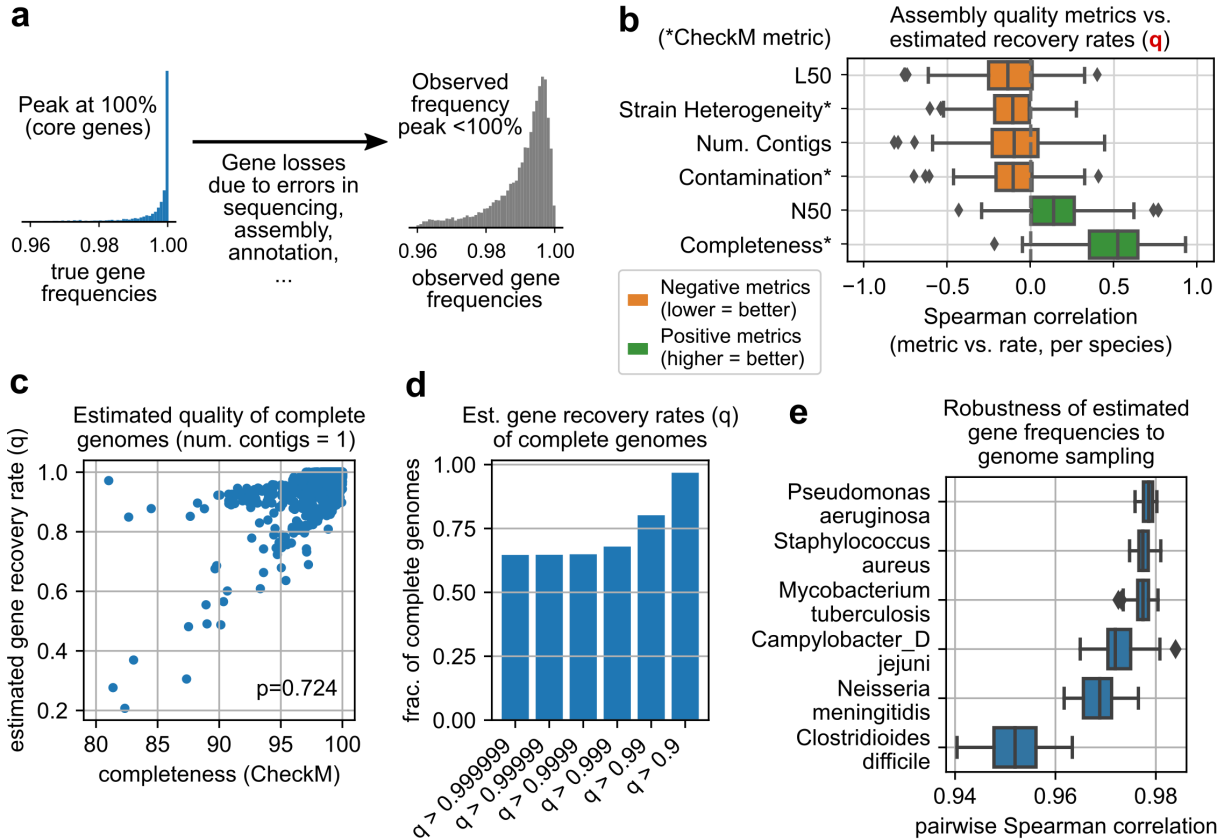 a
Peak at 100%
(core genes)
0.96 0.98 1.00
true gene
frequencies
Gene losses
due to errors in
sequencing,
assembly,
annotation,
...
Observed
frequency
peak <100%
0.96 0.98 1.00
observed gene
frequencies
b
(*CheckM metric)
Assembly quality metrics vs.
estimated recovery rates (q)
L50
Strain Heterogeneity*
Num. Contigs
Contamination*
N50
Completeness*
−1.0 −0.5 0.0 0.5 1.0
Spearman correlation
(metric vs. rate, per species)
Negative metrics
(lower = better)
Positive metrics
(higher = better)
c
Estimated quality of complete
genomes (num. contigs = 1)
estimated gene recovery rate (q)
1.0
0.8
0.6
0.4
0.2
p=0.724
80 85 90 95 100
completeness (CheckM)
d
Est. gene recovery rates (q)
of complete genomes
frac. of complete genomes
1.00
0.75
0.50
0.25
0.00
q > 0.9999999
q > 0.99999
q > 0.9999
q > 0.999
q > 0.99
q > 0.9
e
Robustness of estimated
gene frequencies to
genome sampling
Pseudomonas
aeruginosa
Staphylococcus
aureus
Mycobacterium
tuberculosis
Campylobacter_D
jejuni
Neisseria
meningitidis
Clostridioides
difficile
0.94 0.96 0.98
pairwise Spearman correlation